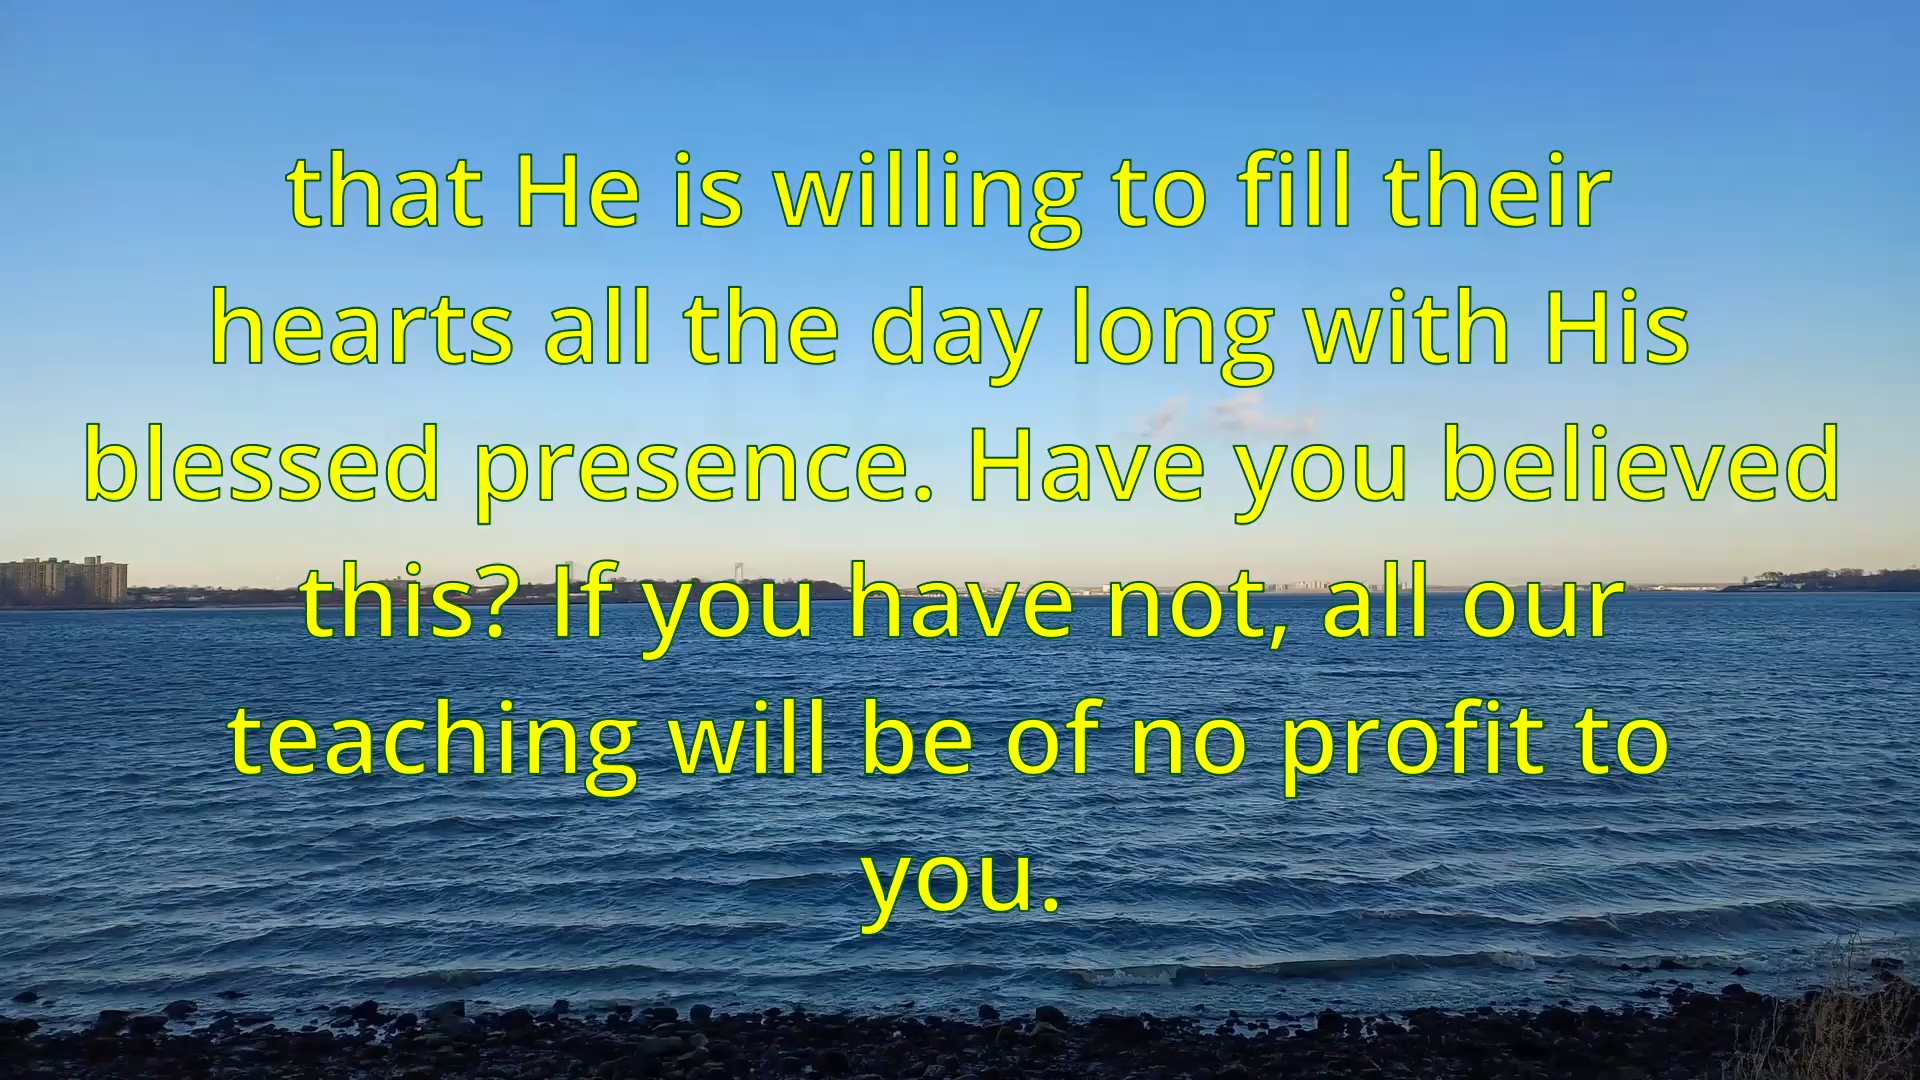 that He is willing to fill their
hearts all the day long with His
blessed presence. Have you believed
this? If you have not, all our
teaching will be of no profit to
you.